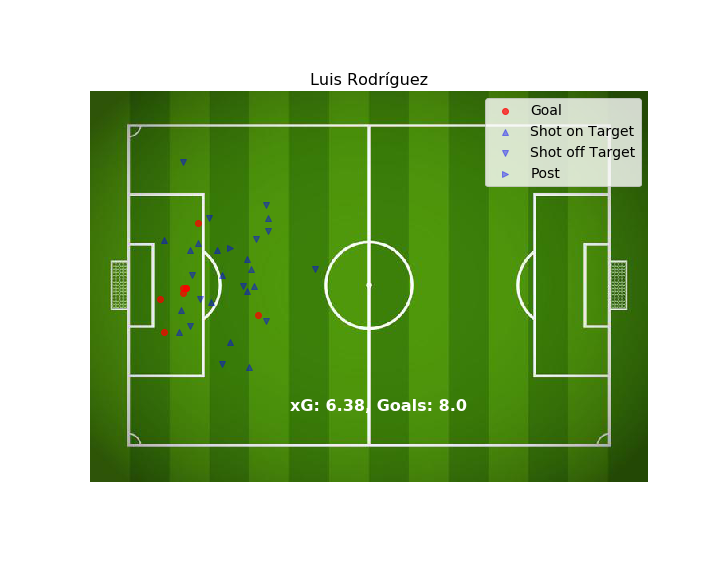 Luis Rodríguez
Goal
Shot on Target
Shot off Target
Post
xG: 6.38, Goals: 8.0